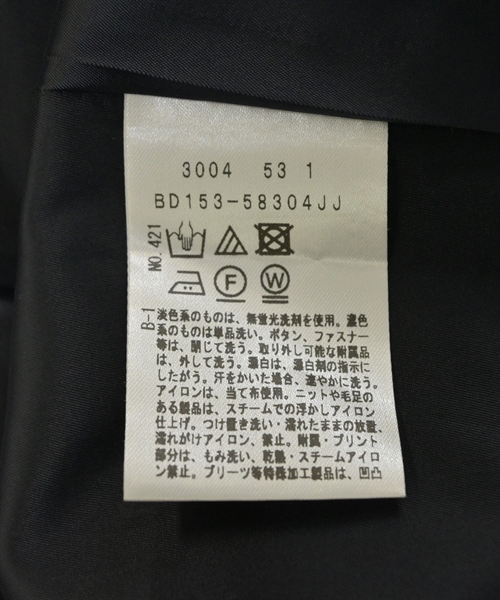 3004 53 1
BD153-58304JJ
NO.421
F
W
B-1
淡色系のものは、無蛍光洗剤を使用。濃色
系のものは単品洗い。ボタン、ファスナー
等は、閉じて洗う。取り外し可能な附属品
は、外して洗う。漂白は、漂白剤の指示に
したがう。汗をかいた場合、速やかに洗う。
アイロンは、当て布使用。ニットや毛足の
ある製品は、スチームでの浮かしアイロン
仕上げ。つけ置き洗い・濡れたままの放置、
濡れがけアイロン、禁止。附属・プリント
部分は、もみ洗い、乾燥・スチームアイロ
ン禁止。プリーツ等特殊加工製品は、凹凸